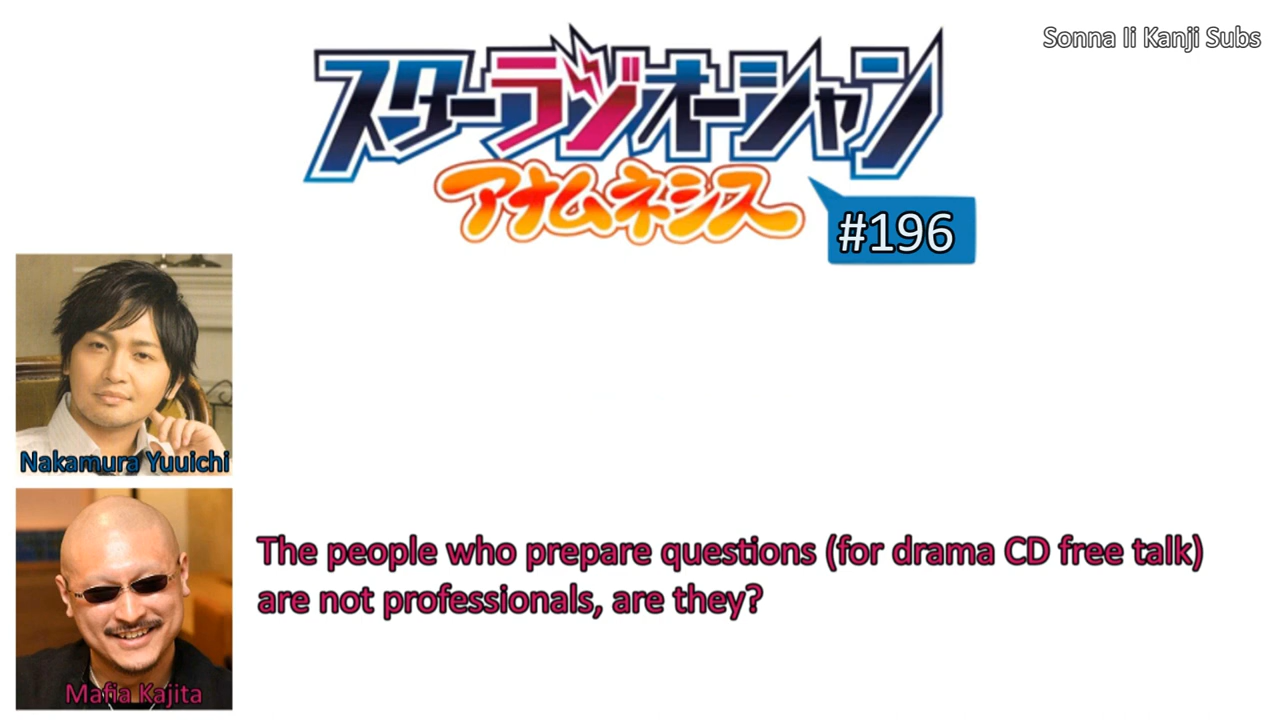 Sonna Ii Kanji Subs
スターラジオーシャン
アナムネシス
#196
Nakamura Yuuichi
The people who prepare questions (for drama CD free talk)
are not professionals, are they?
Mafia Kajita